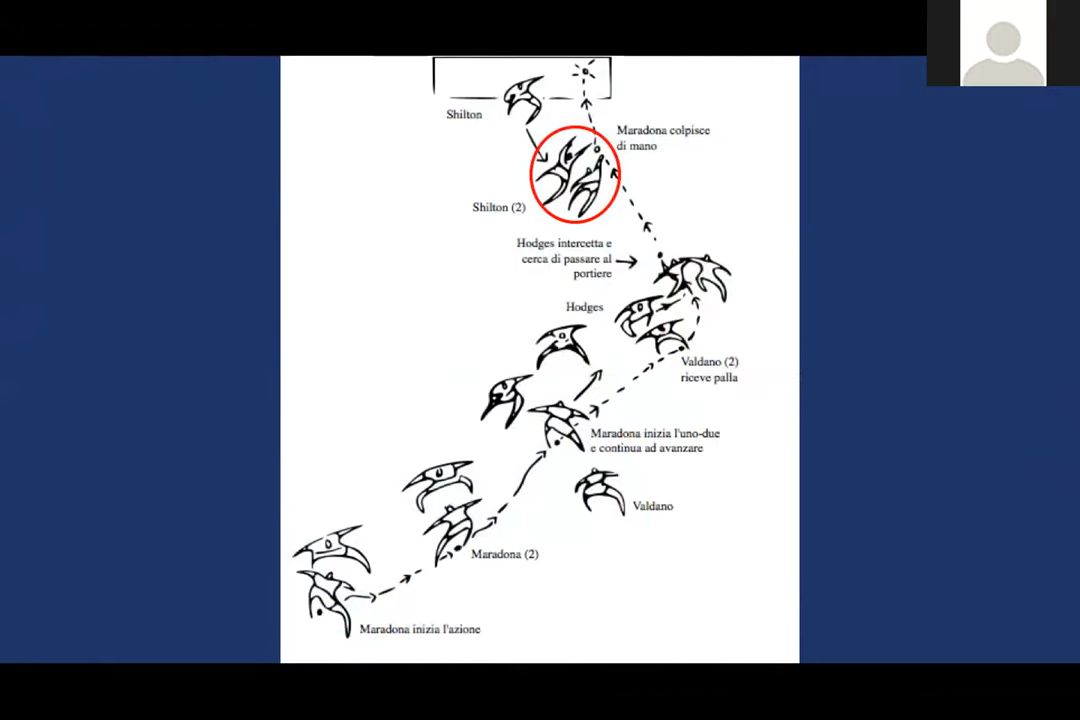 Shilton
Maradona colpisce
di mano
Shilton (2)
Hodges intercetta e
cerca di passare al
portiere
Hodges
Valdano (2)
riceve palla
Maradona inizia l'uno-due
e continua ad avanzare
Valdano
Maradona (2)
Maradona inizia l'azione